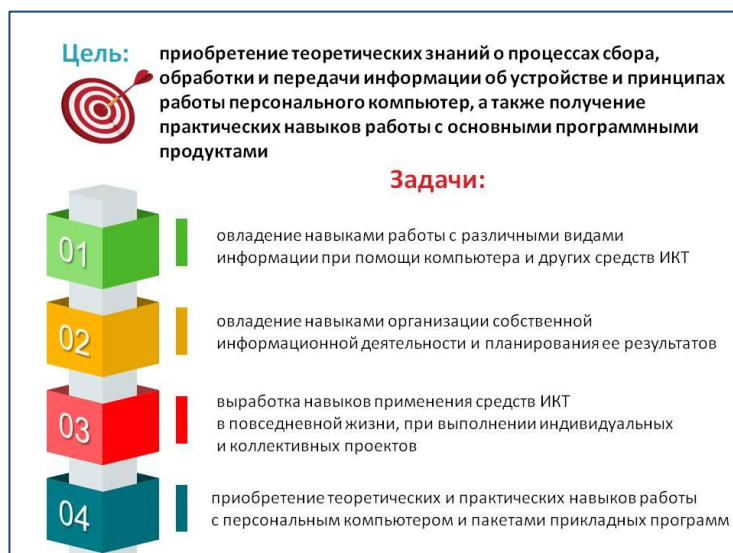 Цель:
приобретение теоретических знаний о процессах сбора,
обработки и передачи информации об устройстве и принципах
работы персонального компьютер, а также получение
практических навыков работы с основными программными
продуктами
Задачи:
01
овладение навыками работы с различными видами
информации при помощи компьютера и других средств ИКТ
02
овладение навыками организации собственной
информационной деятельности и планирования ее результатов
03
выработка навыков применения средств ИКТ
в повседневной жизни, при выполнении индивидуальных
и коллективных проектов
04
приобретение теоретических и практических навыков работы
с персональным компьютером и пакетами прикладных программ